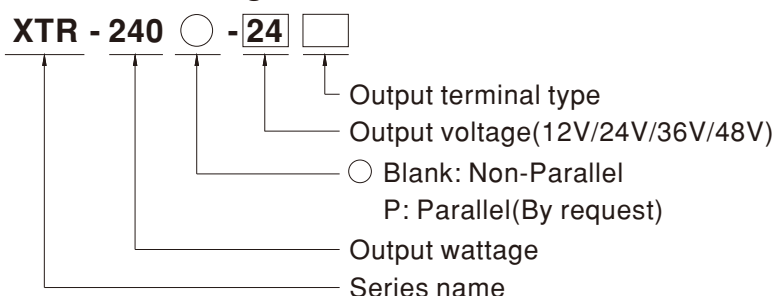 XTR - 240 ○ - 24 □
Output terminal type
Output voltage(12V/24V/36V/48V)
○ Blank: Non-Parallel
P: Parallel(By request)
Output wattage
Series name